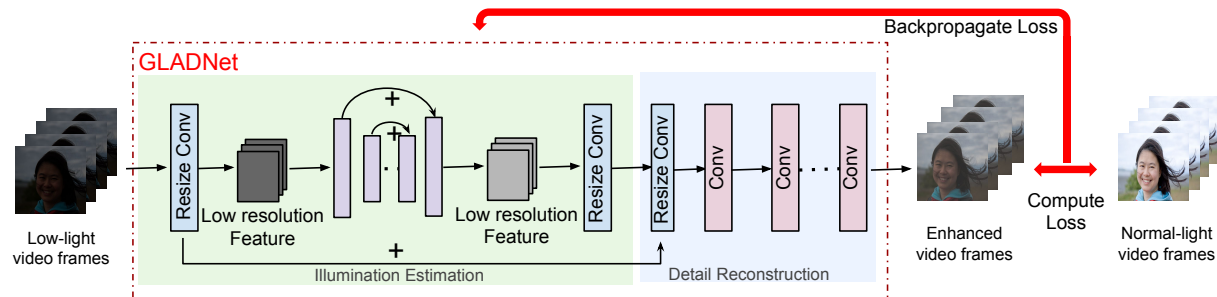 Backpropagate Loss
GLADNet
+
+
Resize Conv
Resize Conv
Resize Conv
Conv
Conv
Conv
Low resolution
Feature
Low resolution
Feature
+
Illumination Estimation
Detail Reconstruction
Low-light
video frames
Enhanced
video frames
Compute
Loss
Normal-light
video frames